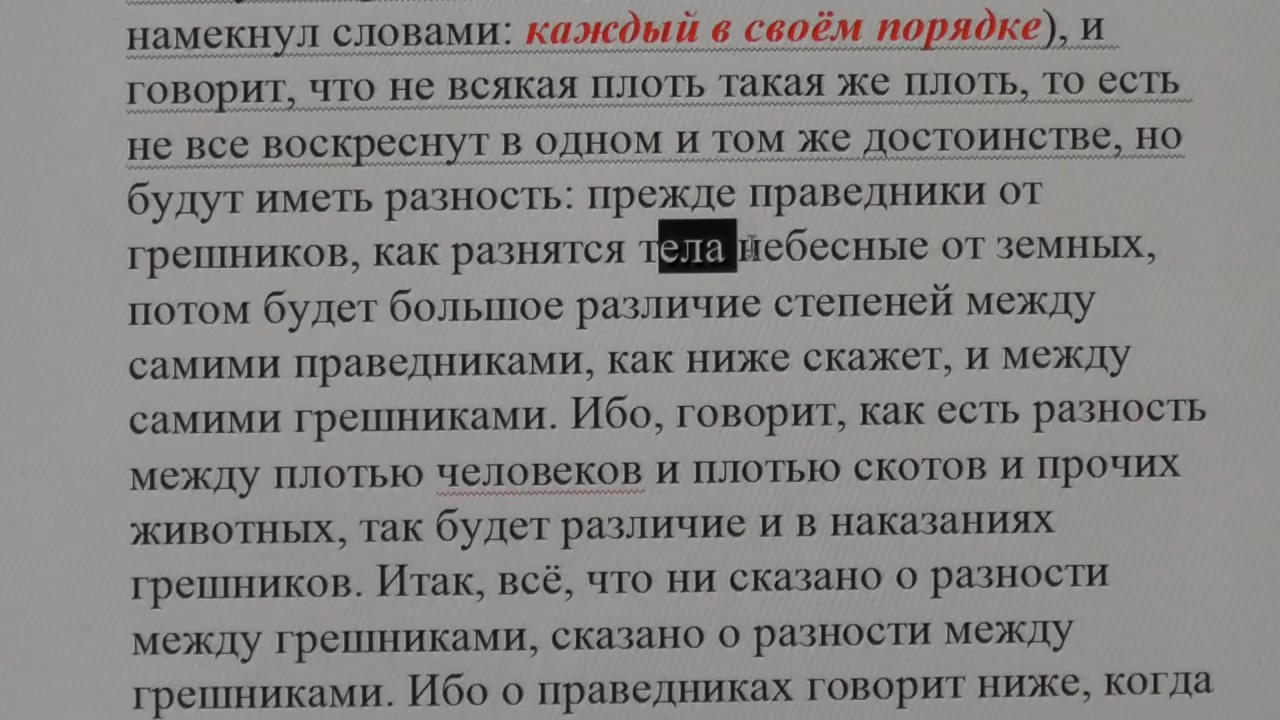 намекнул словами: каждый в своём порядке), и
говорит, что не всякая плоть такая же плоть, то есть
не все воскреснут в одном и том же достоинстве, но
будут иметь разность: прежде праведники от
грешников, как разнятся тела небесные от земных,
потом будет большое различие степеней между
самими праведниками, как ниже скажет, и между
самими грешниками. Ибо, говорит, как есть разность
между плотью человеков и плотью скотов и прочих
животных, так будет различие и в наказаниях
грешников. Итак, всё, что ни сказано о разности
между грешниками, сказано о разности между
грешниками. Ибо о праведниках говорит ниже, когда